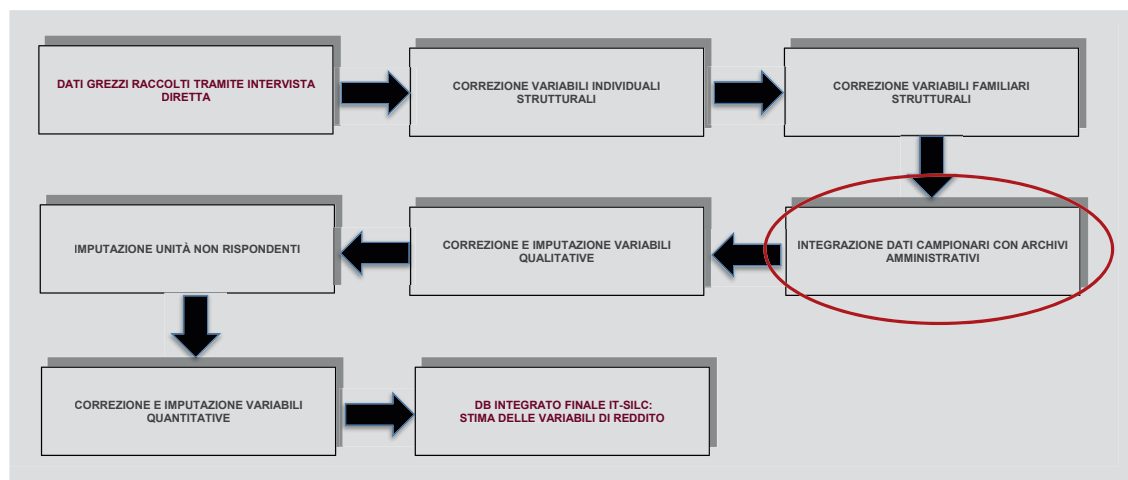 DATI GREZZI RACCOLTI TRAMITE INTERVISTA
DIRETTA
CORREZIONE VARIABILI INDIVIDUALI
STRUTTURALI
CORREZIONE VARIABILI FAMILIARI
STRUTTURALI
INTEGRAZIONE DATI CAMPIONARI CON ARCHIVI
AMMINISTRATIVI
CORREZIONE E IMPUTAZIONE VARIABILI
QUALITATIVE
IMPUTAZIONE UNITÀ NON RISPONDENTI
CORREZIONE E IMPUTAZIONE VARIABILI
QUANTITATIVE
DB INTEGRATO FINALE IT-SILC:
STIMA DELLE VARIABILI DI REDDITO